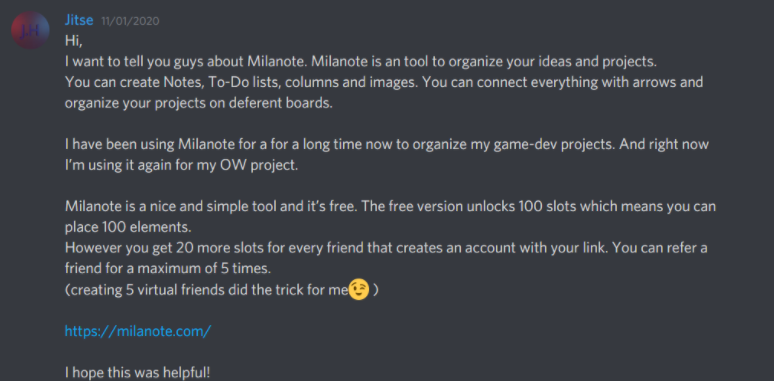 Jitse 11/01/2020
Hi,
I want to tell you guys about Milanote. Milanote is an tool to organize your ideas and projects.
You can create Notes, To-Do lists, columns and images. You can connect everything with arrows and
organize your projects on deferent boards.
I have been using Milanote for a for a long time now to organize my game-dev projects. And right now
I'm using it again for my OW project.
Milanote is a nice and simple tool and it's free. The free version unlocks 100 slots which means you can
place 100 elements.
However you get 20 more slots for every friend that creates an account with your link. You can refer a
friend for a maximum of 5 times.
(creating 5 virtual friends did the trick for me😉 )
https://milanote.com/
I hope this was helpful!